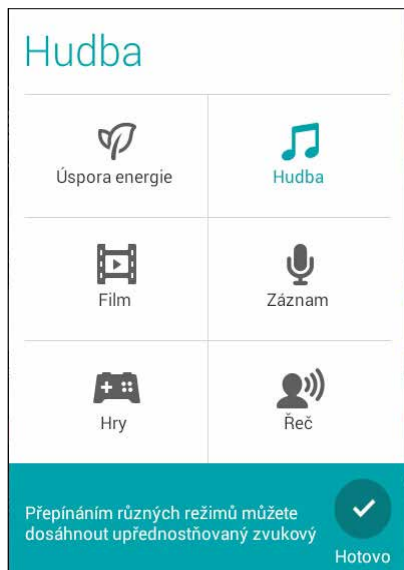 Hudba
Úspora energie
Hudba
Film
Záznam
Hry
Řeč
Přepínáním různých režimů můžete
dosáhnout upřednostňovaný zvukový
Hotovo